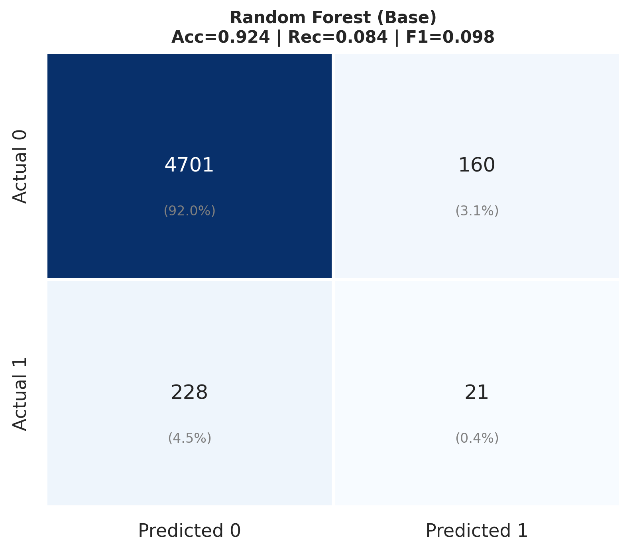 Random Forest (Base)
Acc=0.924 | Rec=0.084 | F1=0.098
Actual 0
4701
160
(92.0%)
(3.1%)
Actual 1
228
21
(4.5%)
(0.4%)
Predicted 0
Predicted 1